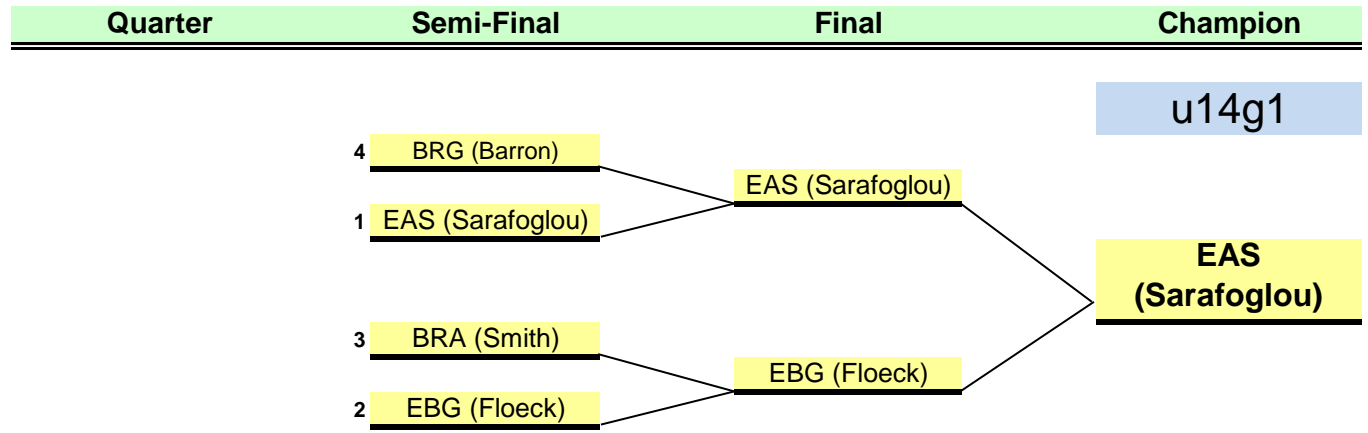 Quarter Semi-Final Final Champion
u14g1
4 BRG (Barron)
EAS (Sarafoglou)
1 EAS (Sarafoglou)
EAS
(Sarafoglou)
3 BRA (Smith)
EBG (Floeck)
2 EBG (Floeck)